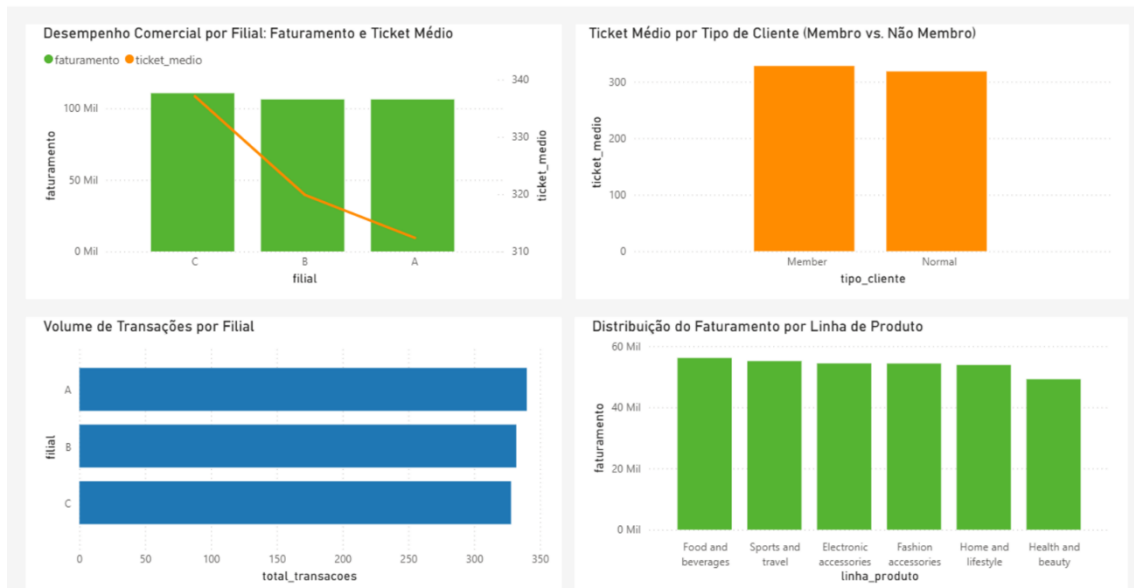 Desempenho Comercial por Filial: Faturamento e Ticket Médio
faturamento ticket_medio
faturamento
100 Mil
50 Mil
0 Mil
340
330
320
310
ticket_medio
C B A
filial
Ticket Médio por Tipo de Cliente (Membro vs. Não Membro)
ticket_medio
300
200
100
0
Member Normal
tipo_cliente
Volume de Transações por Filial
filial
A
B
C
0 50 100 150 200 250 300 350
total_transacoes
Distribuição do Faturamento por Linha de Produto
faturamento
60 Mil
40 Mil
20 Mil
0 Mil
Food and beverages
Sports and travel
Electronic accessories
Fashion accessories
Home and lifestyle
Health and beauty
linha_produto